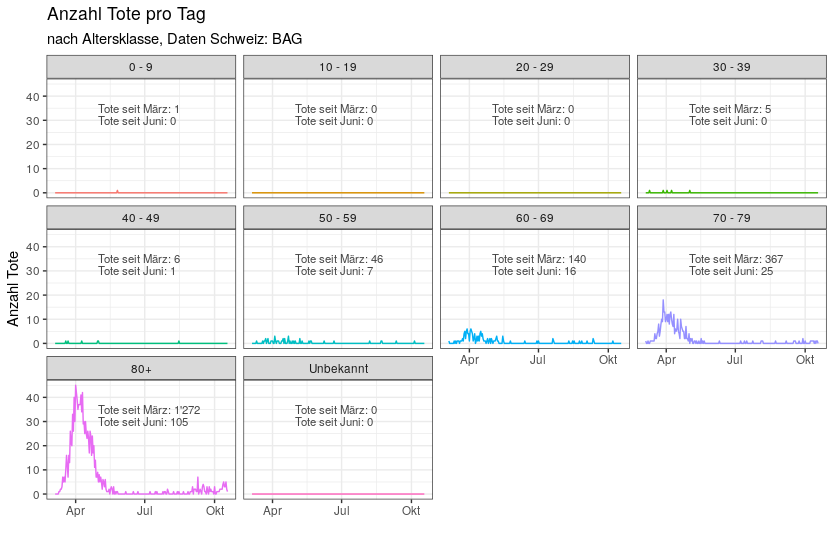 Anzahl Tote pro Tag
nach Altersklasse, Daten Schweiz: BAG
Anzahl Tote
0 - 9
10 - 19
20 - 29
30 - 39
40
30
20
10
0
Tote seit März: 1
Tote seit Juni: 0
Tote seit März: 0
Tote seit Juni: 0
Tote seit März: 0
Tote seit Juni: 0
Tote seit März: 5
Tote seit Juni: 0
40 - 49
50 - 59
60 - 69
70 - 79
40
30
20
10
0
Tote seit März: 6
Tote seit Juni: 1
Tote seit März: 46
Tote seit Juni: 7
Tote seit März: 140
Tote seit Juni: 16
Tote seit März: 367
Tote seit Juni: 25
Apr
Jul
Okt
Apr
Jul
Okt
80+
Unbekannt
40
30
20
10
0
Tote seit März: 1'272
Tote seit Juni: 105
Tote seit März: 0
Tote seit Juni: 0
Apr
Jul
Okt
Apr
Jul
Okt